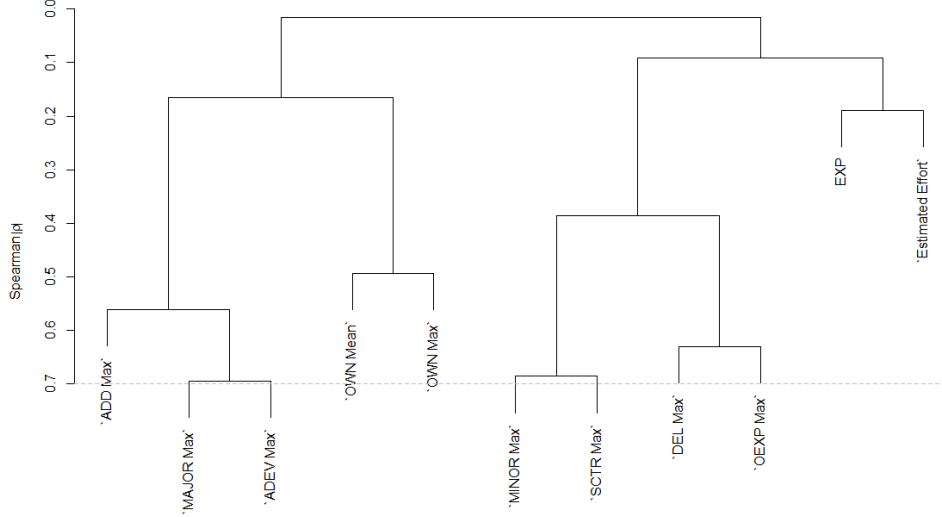 0.0
0.1
0.2
0.3
0.4
0.5
0.6
0.7
Spearman|ρ|
`ADD Max`
`MAJOR Max`
`ADEV Max`
`OWN Mean`
`OWN Max`
`MINOR Max`
`SCTR Max`
`DEL Max`
`OEXP Max`
EXP
`Estimated Effort`